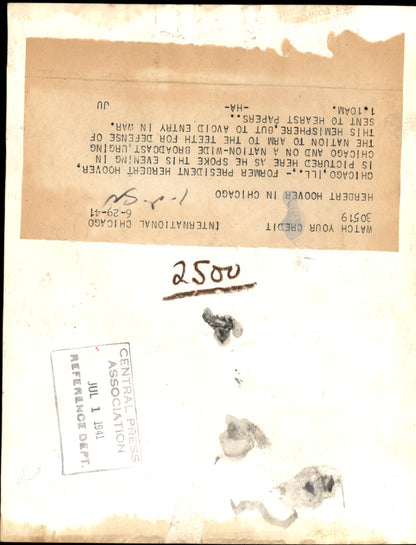 WATCH YOUR CREDIT INTERNATIONAL CHICAGO
30519 6-29-41
HERBERT HOOVER IN CHICAGO
CHICAGO, ILL.,-, FORMER PRESIDENT HERBERT HOOVER,
IS PICTURED HERE AS HE SPOKE THIS EVENING IN
CHICAGO AND ON A NATION-WIDE BROADCAST, URGING
THE NATION TO ARM TO THE TEETH FOR DEFENSE OF
THIS HEMISPHERE, BUT TO AVOID ENTRY IN WAR.
-HA-
SENT TO HEARST PAPERS..
1.10AM. JU
2500
CENTRAL PRESS
ASSOCIATION
JUL 1 1941
REFERENCE DEPT.